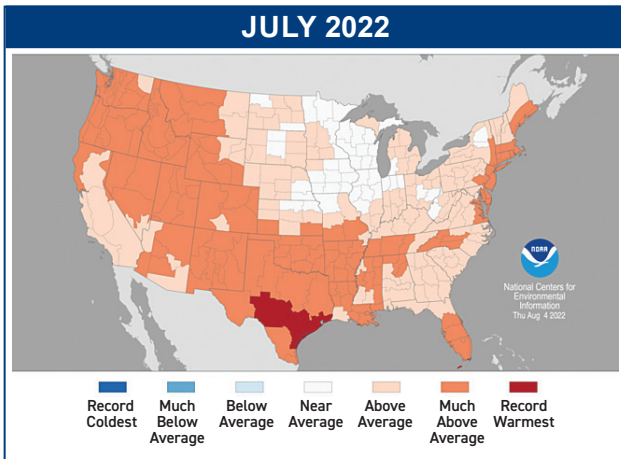 JULY 2022
NOAA
National Centers for
Environmental
Information
Thu Aug 4 2022
Record
Coldest
Much
Below
Average
Below
Average
Near
Average
Above
Average
Much
Above
Average
Record
Warmest